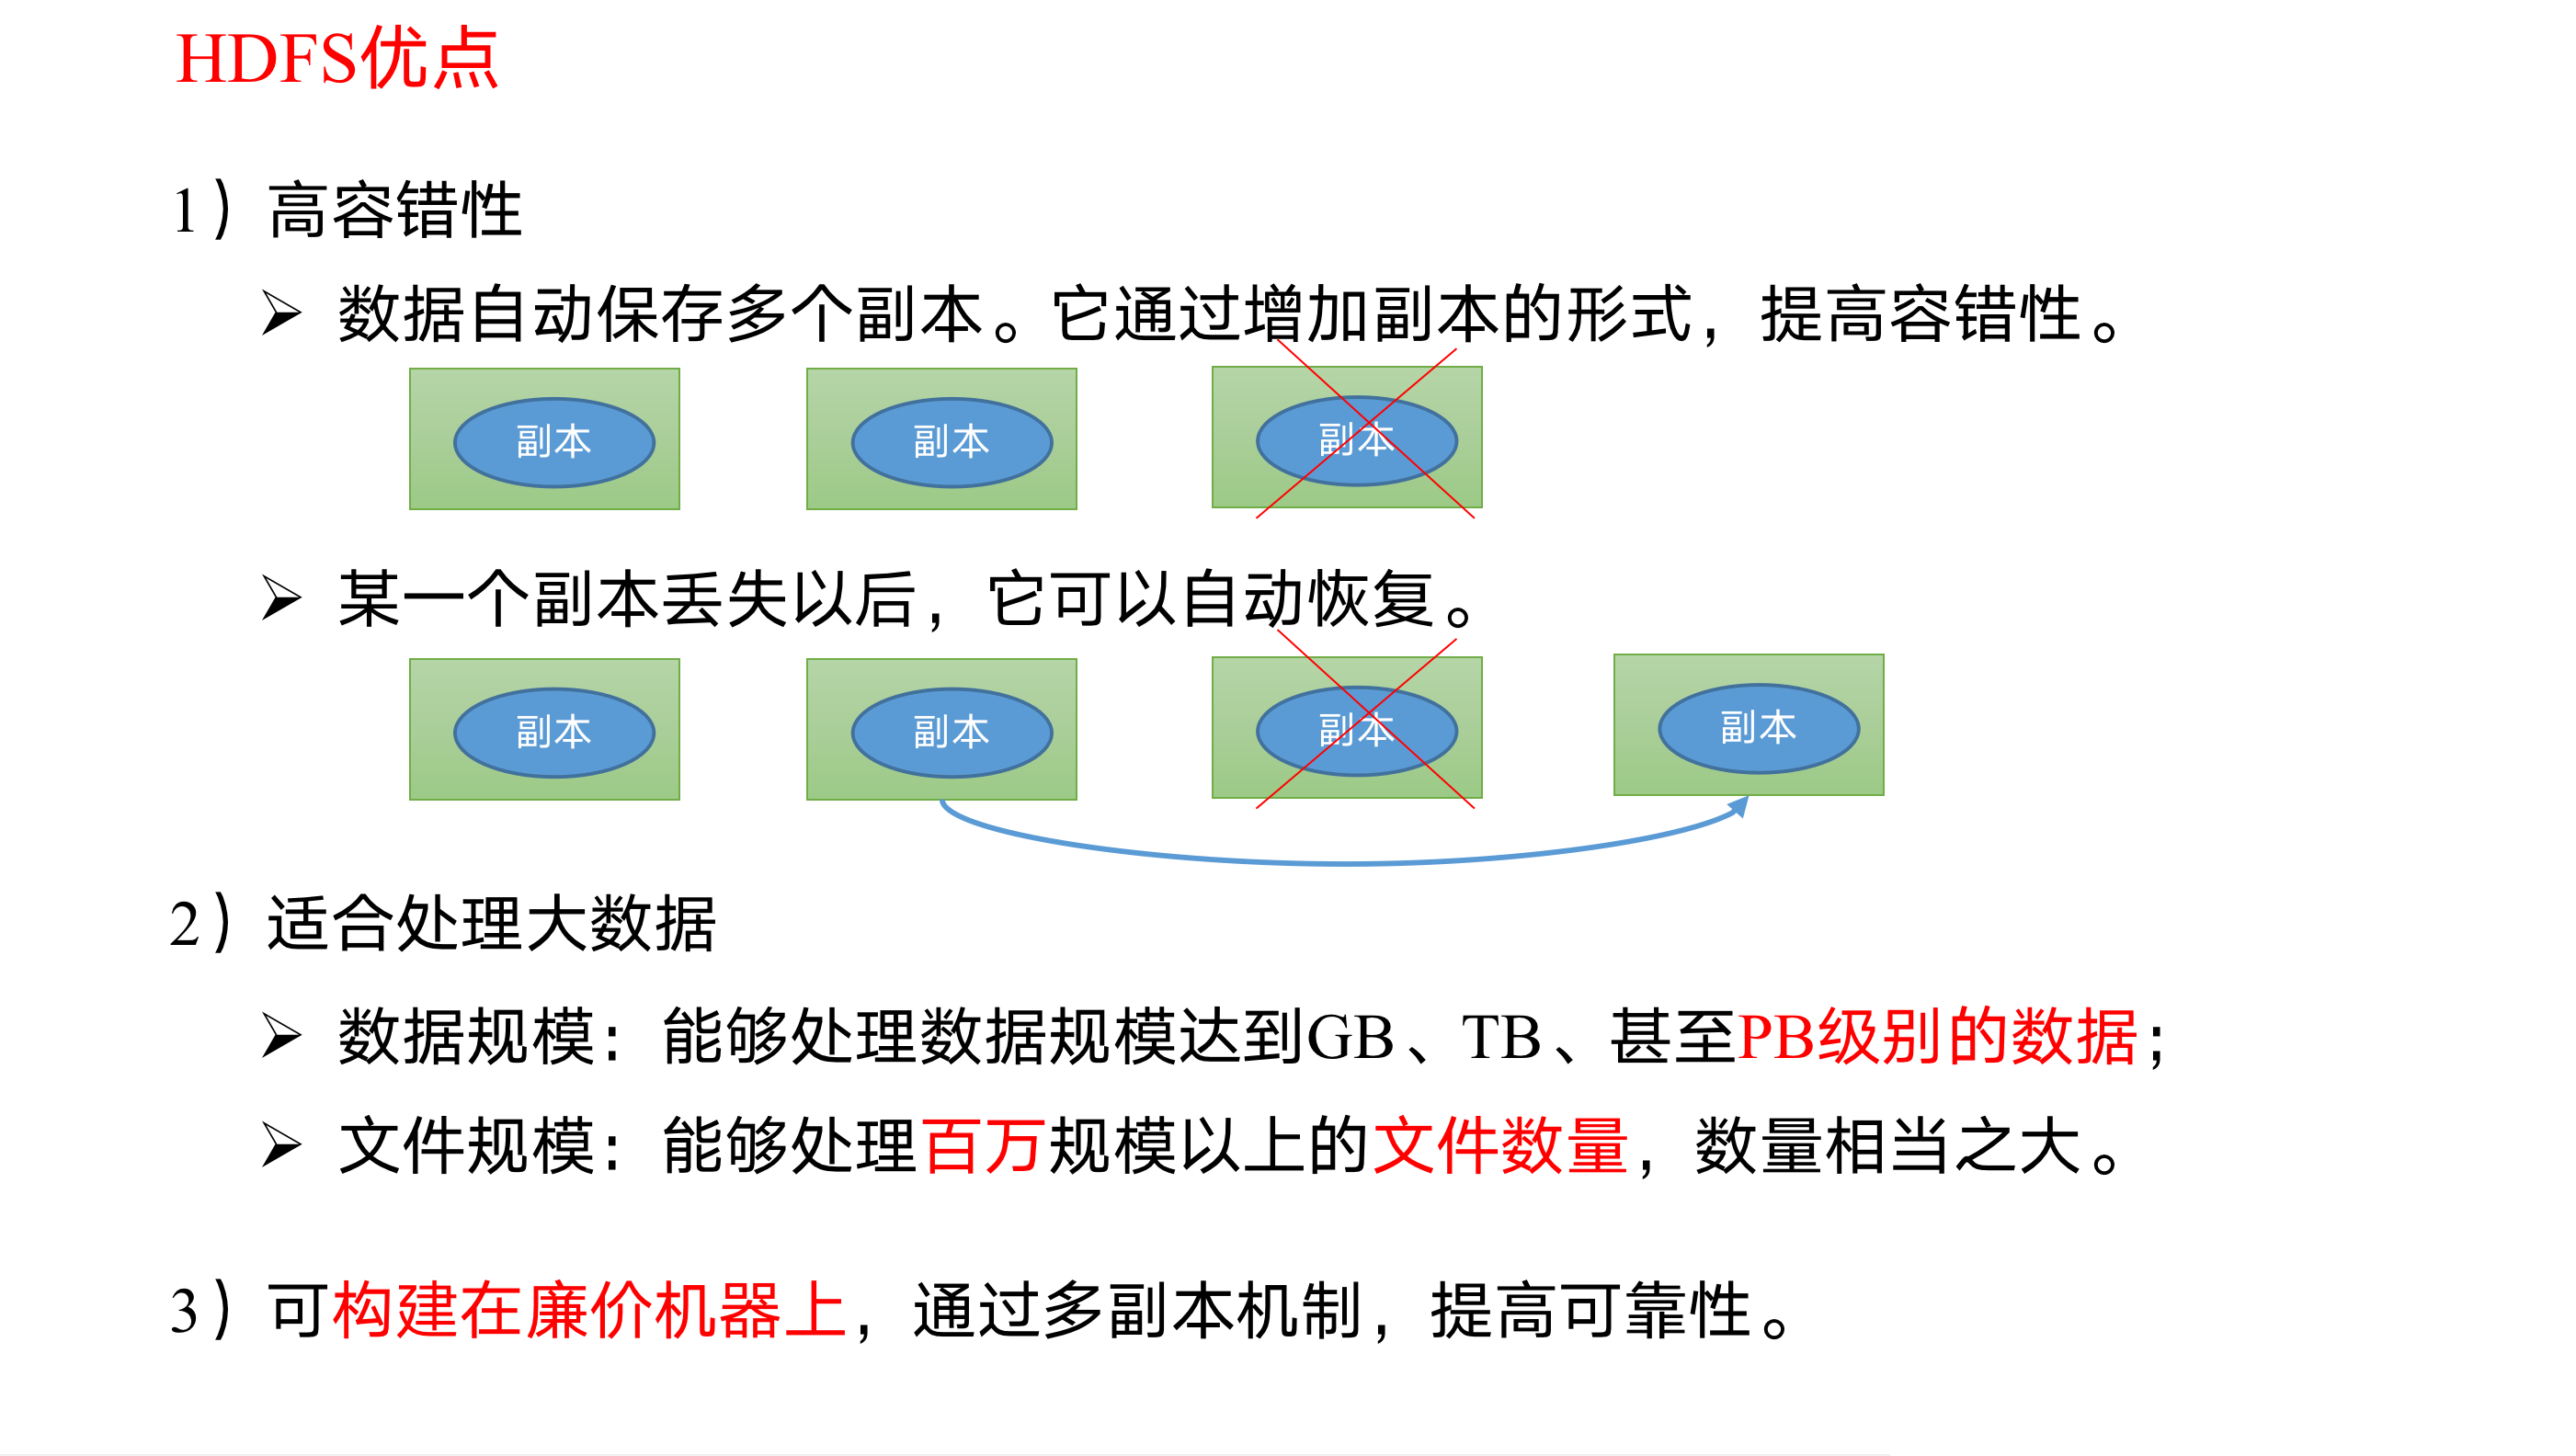 HDFS优点
1）高容错性
➢ 数据自动保存多个副本。它通过增加副本的形式，提高容错性。
副本 副本 副本
➢ 某一个副本丢失以后，它可以自动恢复。
副本 副本 副本 副本
2）适合处理大数据
➢ 数据规模：能够处理数据规模达到GB、TB、甚至PB级别的数据；
➢ 文件规模：能够处理百万规模以上的文件数量，数量相当之大。
3）可构建在廉价机器上，通过多副本机制，提高可靠性。